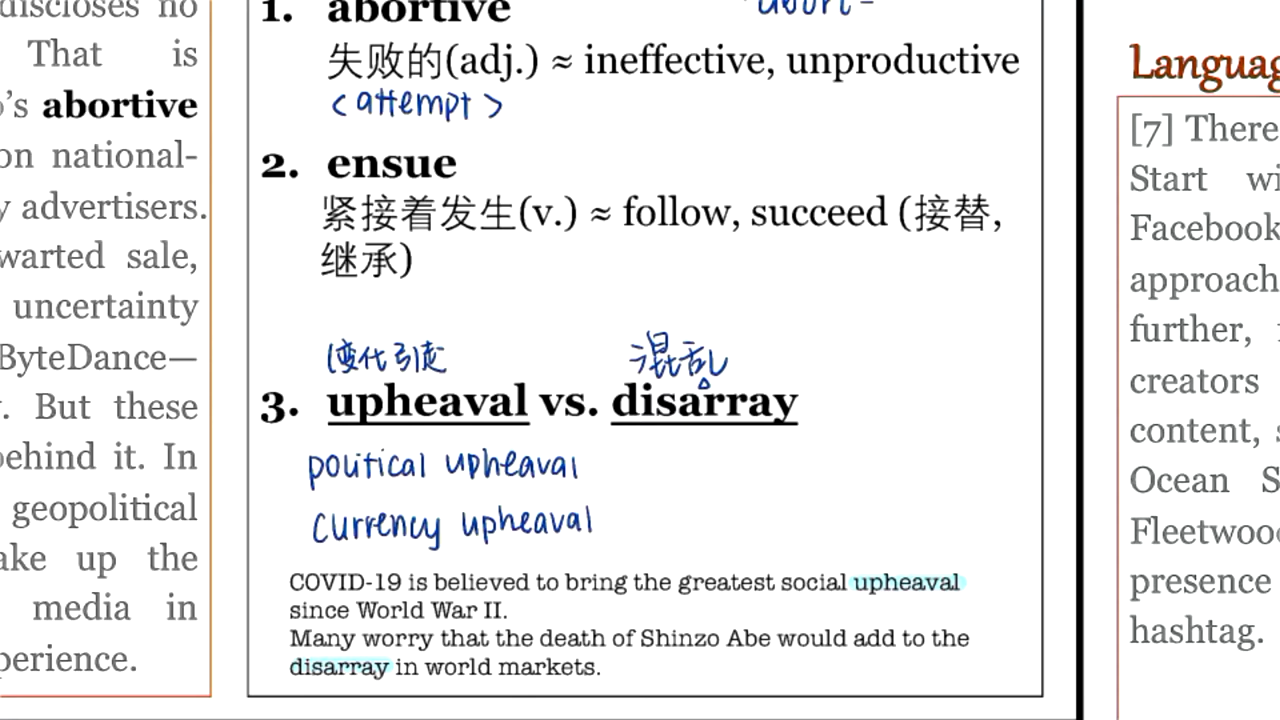 discloses no
That is
's abortive
on national-
y advertisers.
warted sale,
uncertainty
ByteDance—
. But these
behind it. In
geopolitical
ake up the
media in
perience.
1. abortive
abort-
失败的(adj.) ≈ ineffective, unproductive
<attempt>
2. ensue
紧接着发生(v.) ≈ follow, succeed (接替,
继承)
混乱
3. upheaval vs. disarray
political upheaval
currency upheaval
COVID-19 is believed to bring the greatest social upheaval
since World War II.
Many worry that the death of Shinzo Abe would add to the
disarray in world markets.
Languag
[7] There
Start wi
Facebook
approach
further,
creators
content, s
Ocean S
Fleetwood
presence
hashtag.